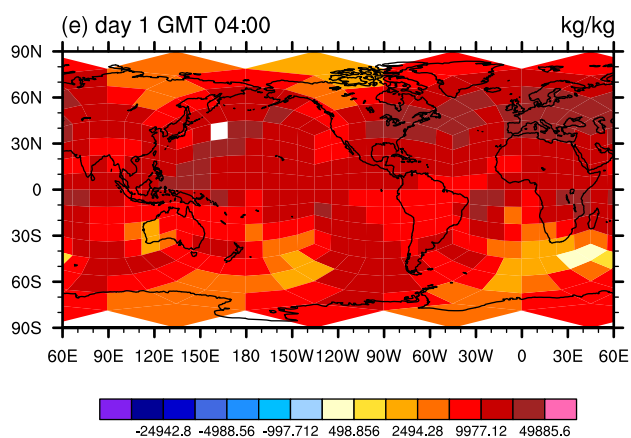 (e) day 1 GMT 04:00 kg/kg
90N
60N
30N
0
30S
60S
90S
60E 90E 120E 150E 180 150W 120W 90W 60W 30W 0 30E 60E
-24942.8 -4988.56 -997.712 498.856 2494.28 9977.12 49885.6